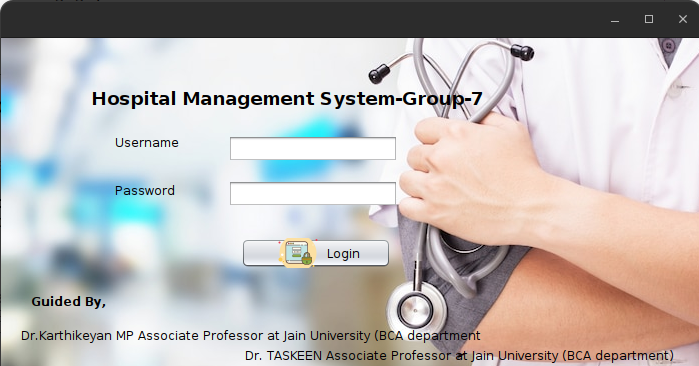 Hospital Management System-Group-7
Username
Password
Login
Guided By,
Dr.Karthikeyan MP Associate Professor at Jain University (BCA department
Dr. TASKEEN Associate Professor at Jain University (BCA department)